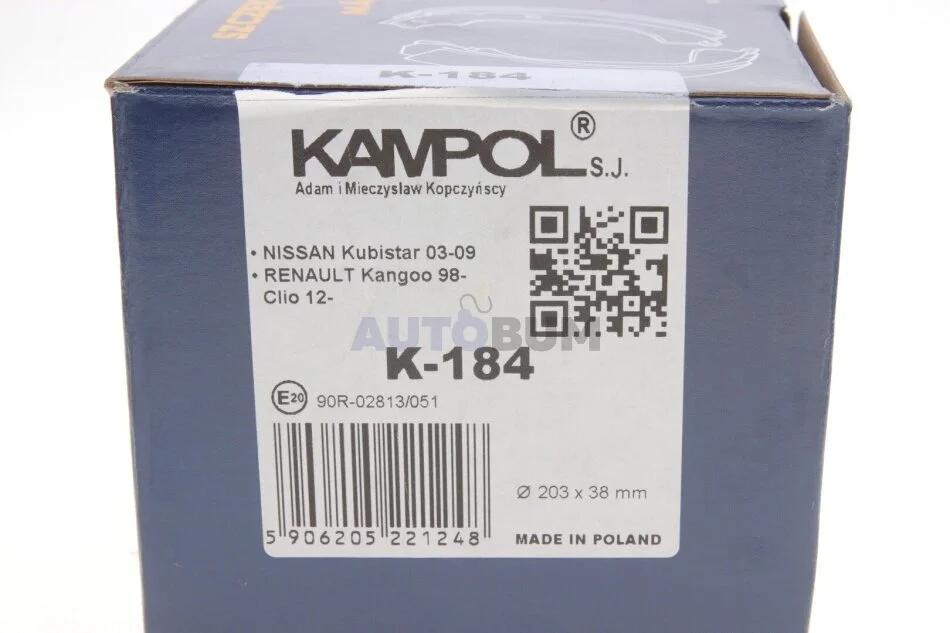 K-184
KAMPOL® S.J.
Adam i Mieczysław Kopczyńscy
• NISSAN Kubistar 03-09
• RENAULT Kangoo 98-
Clio 12-
AUTOBUM
K-184
E20 90R-02813/051
Ø 203 x 38 mm
5 906205 221248
MADE IN POLAND